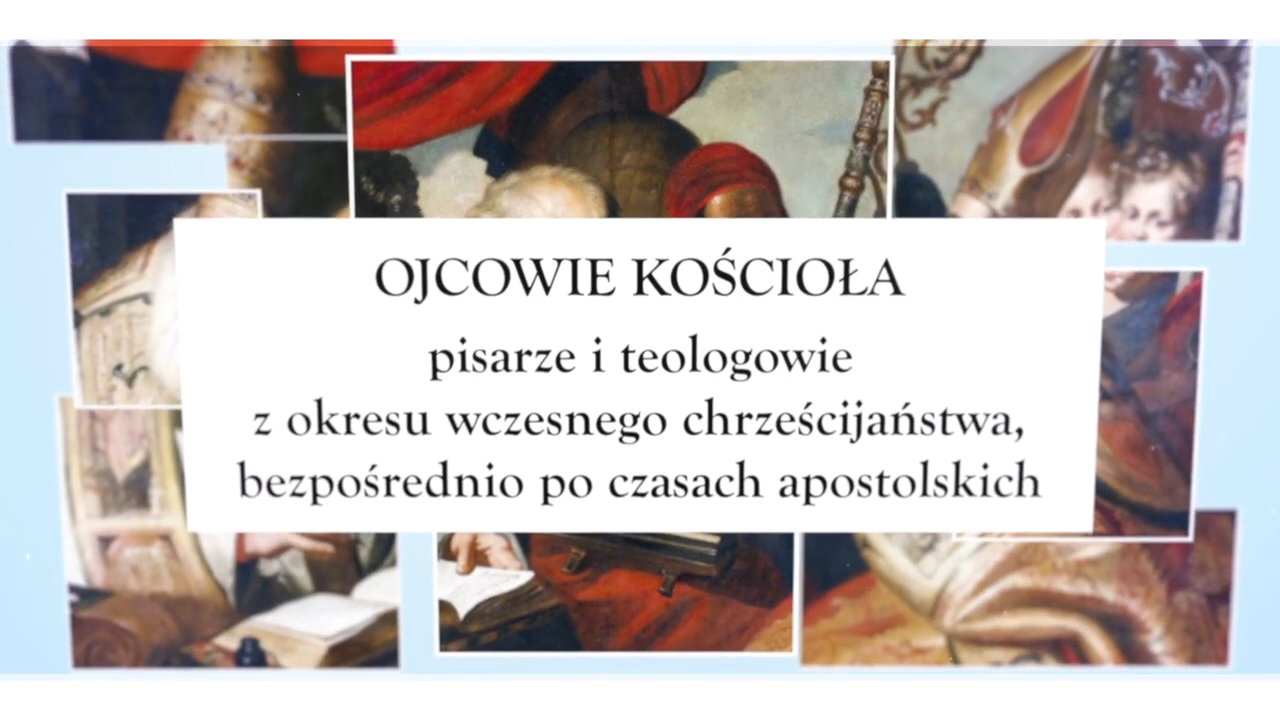 OJCOWIE KOŚCIOŁA
pisarze i teologowie
z okresu wczesnego chrześcijaństwa,
bezpośrednio po czasach apostolskich